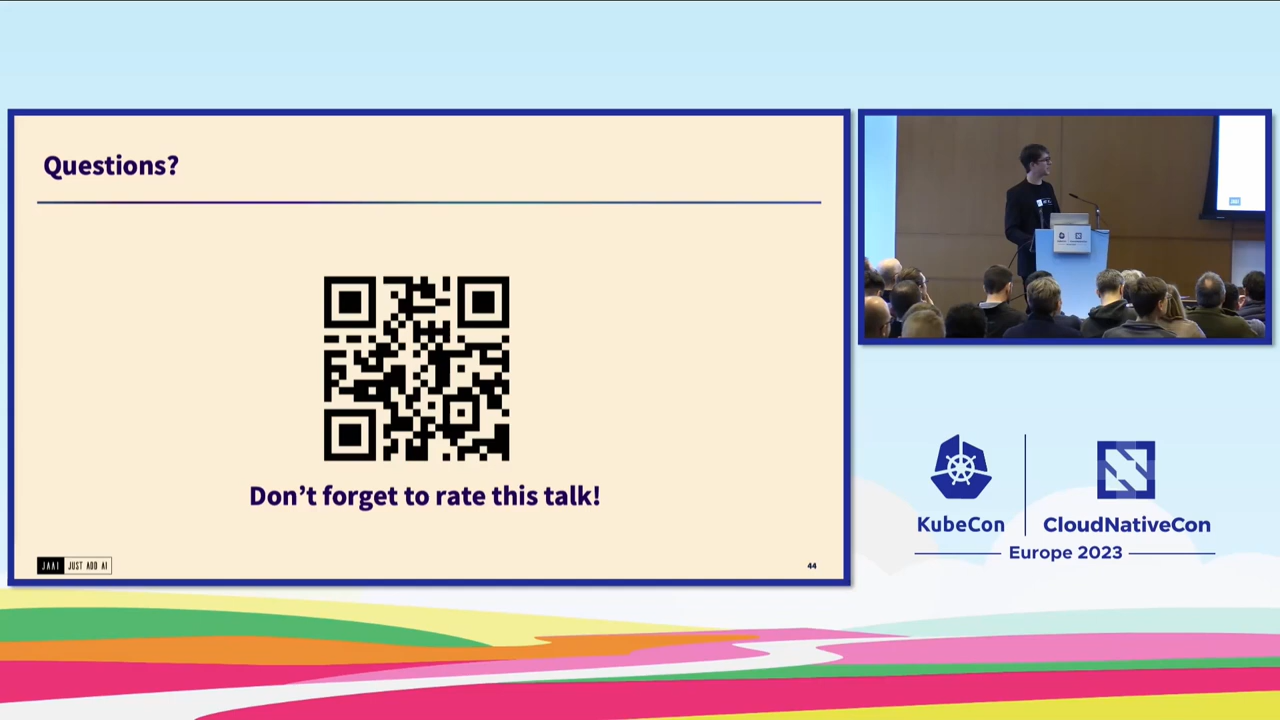 Questions?
Don't forget to rate this talk!
JAAI JUST ADD AI
44
KubeCon
CloudNativeCon
Europe 2023